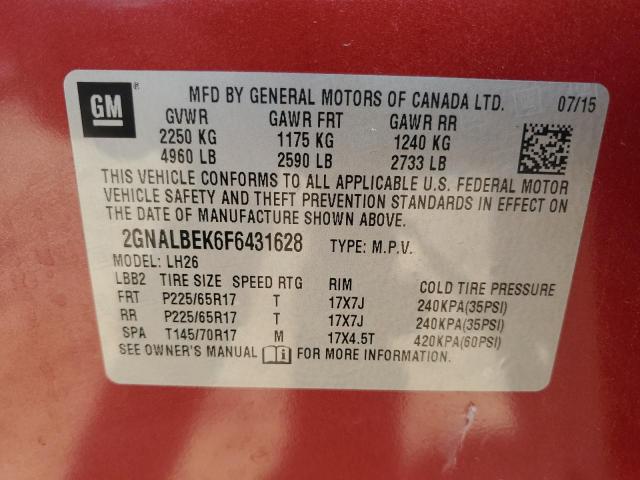 GM ® MFD BY GENERAL MOTORS OF CANADA LTD. 07/15
GVWR GAWR FRT GAWR RR
2250 KG 1175 KG 1240 KG
4960 LB 2590 LB 2733 LB
THIS VEHICLE CONFORMS TO ALL APPLICABLE U.S. FEDERAL MOTOR
VEHICLE SAFETY AND THEFT PREVENTION STANDARDS IN EFFECT ON
THE DATE OF MANUFACTURE SHOWN ABOVE.
2GNALBEK6F6431628 TYPE: M.P.V.
MODEL: LH26
LBB2 TIRE SIZE SPEED RTG RIM COLD TIRE PRESSURE
FRT P225/65R17 T 17X7J 240KPA(35PSI)
RR P225/65R17 T 17X7J 240KPA(35PSI)
SPA T145/70R17 M 17X4.5T 420KPA(60PSI)
SEE OWNER'S MANUAL FOR MORE INFORMATION.